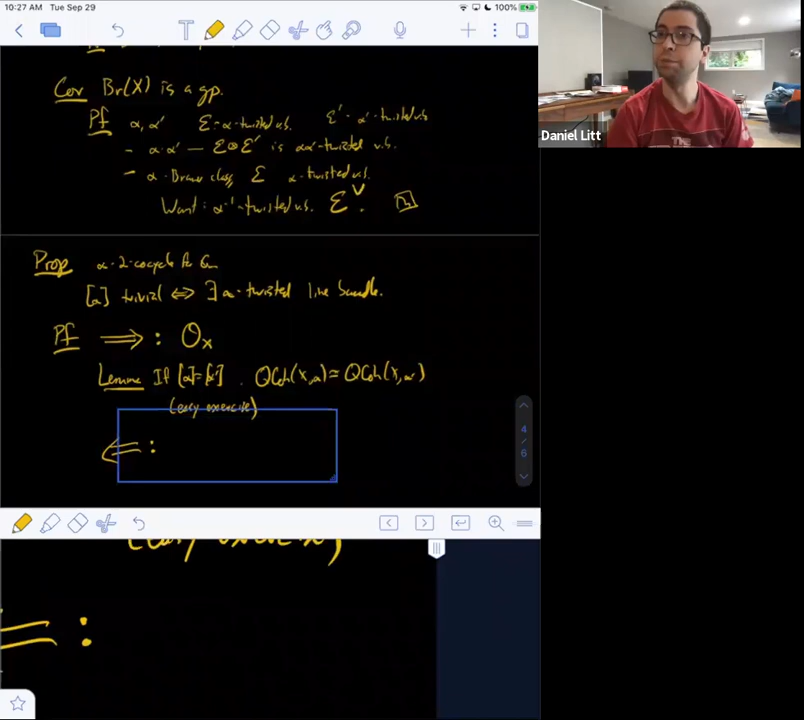 10:27 AM Tue Sep 29
100%
Cor Br(X) is a gp.
Pf α, α' ℰ - α-twisted v.b. ℰ' - α'-twisted v.b.
- α·α' — ℰ⊗ℰ' is αα'-twisted v.b.
- α-Brauer class, ℰ α-twisted v.b.
Want: α⁻¹-twisted v.b. ℰ^∨.
Prop α-2-cocycle for 𝔾m
[α] trivial ⇔ ∃ α-twisted line bundle.
Pf ⟹ : 𝒪_X
Lemma If [α]=[α']. QCoh(X,α) ≃ QCoh(X,α')
(easy exercise)
⟸ :
4
/
6
(easy exercise)
:
Daniel Litt